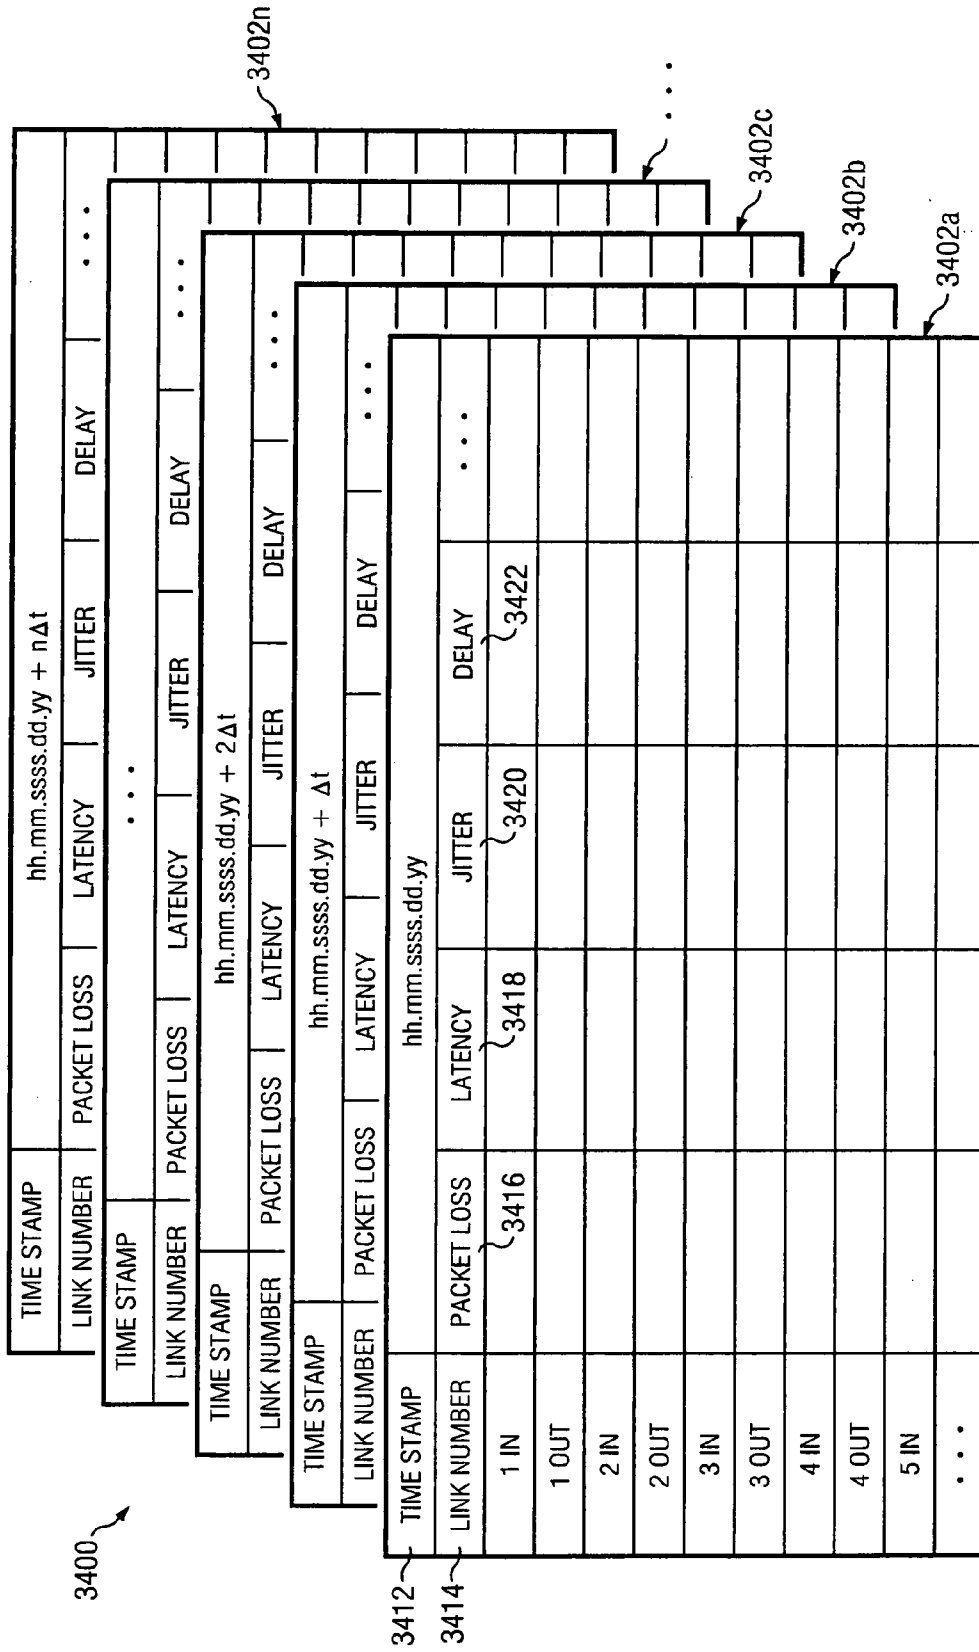 3400
TIME STAMP
hh.mm.ssss.dd.yy + nΔt
3402n
LINK NUMBER
PACKET LOSS
LATENCY
JITTER
DELAY
• • •
TIME STAMP
• • •
• • •
LINK NUMBER
PACKET LOSS
LATENCY
JITTER
DELAY
• • •
TIME STAMP
hh.mm.ssss.dd.yy + 2Δt
3402c
LINK NUMBER
PACKET LOSS
LATENCY
JITTER
DELAY
• • •
TIME STAMP
hh.mm.ssss.dd.yy + Δt
3402b
LINK NUMBER
PACKET LOSS
LATENCY
JITTER
DELAY
• • •
3412
TIME STAMP
hh.mm.ssss.dd.yy
3402a
3414
LINK NUMBER
PACKET LOSS
LATENCY
JITTER
DELAY
• • •
3416
3418
3420
3422
1 IN
1 OUT
2 IN
2 OUT
3 IN
3 OUT
4 IN
4 OUT
5 IN
• • •